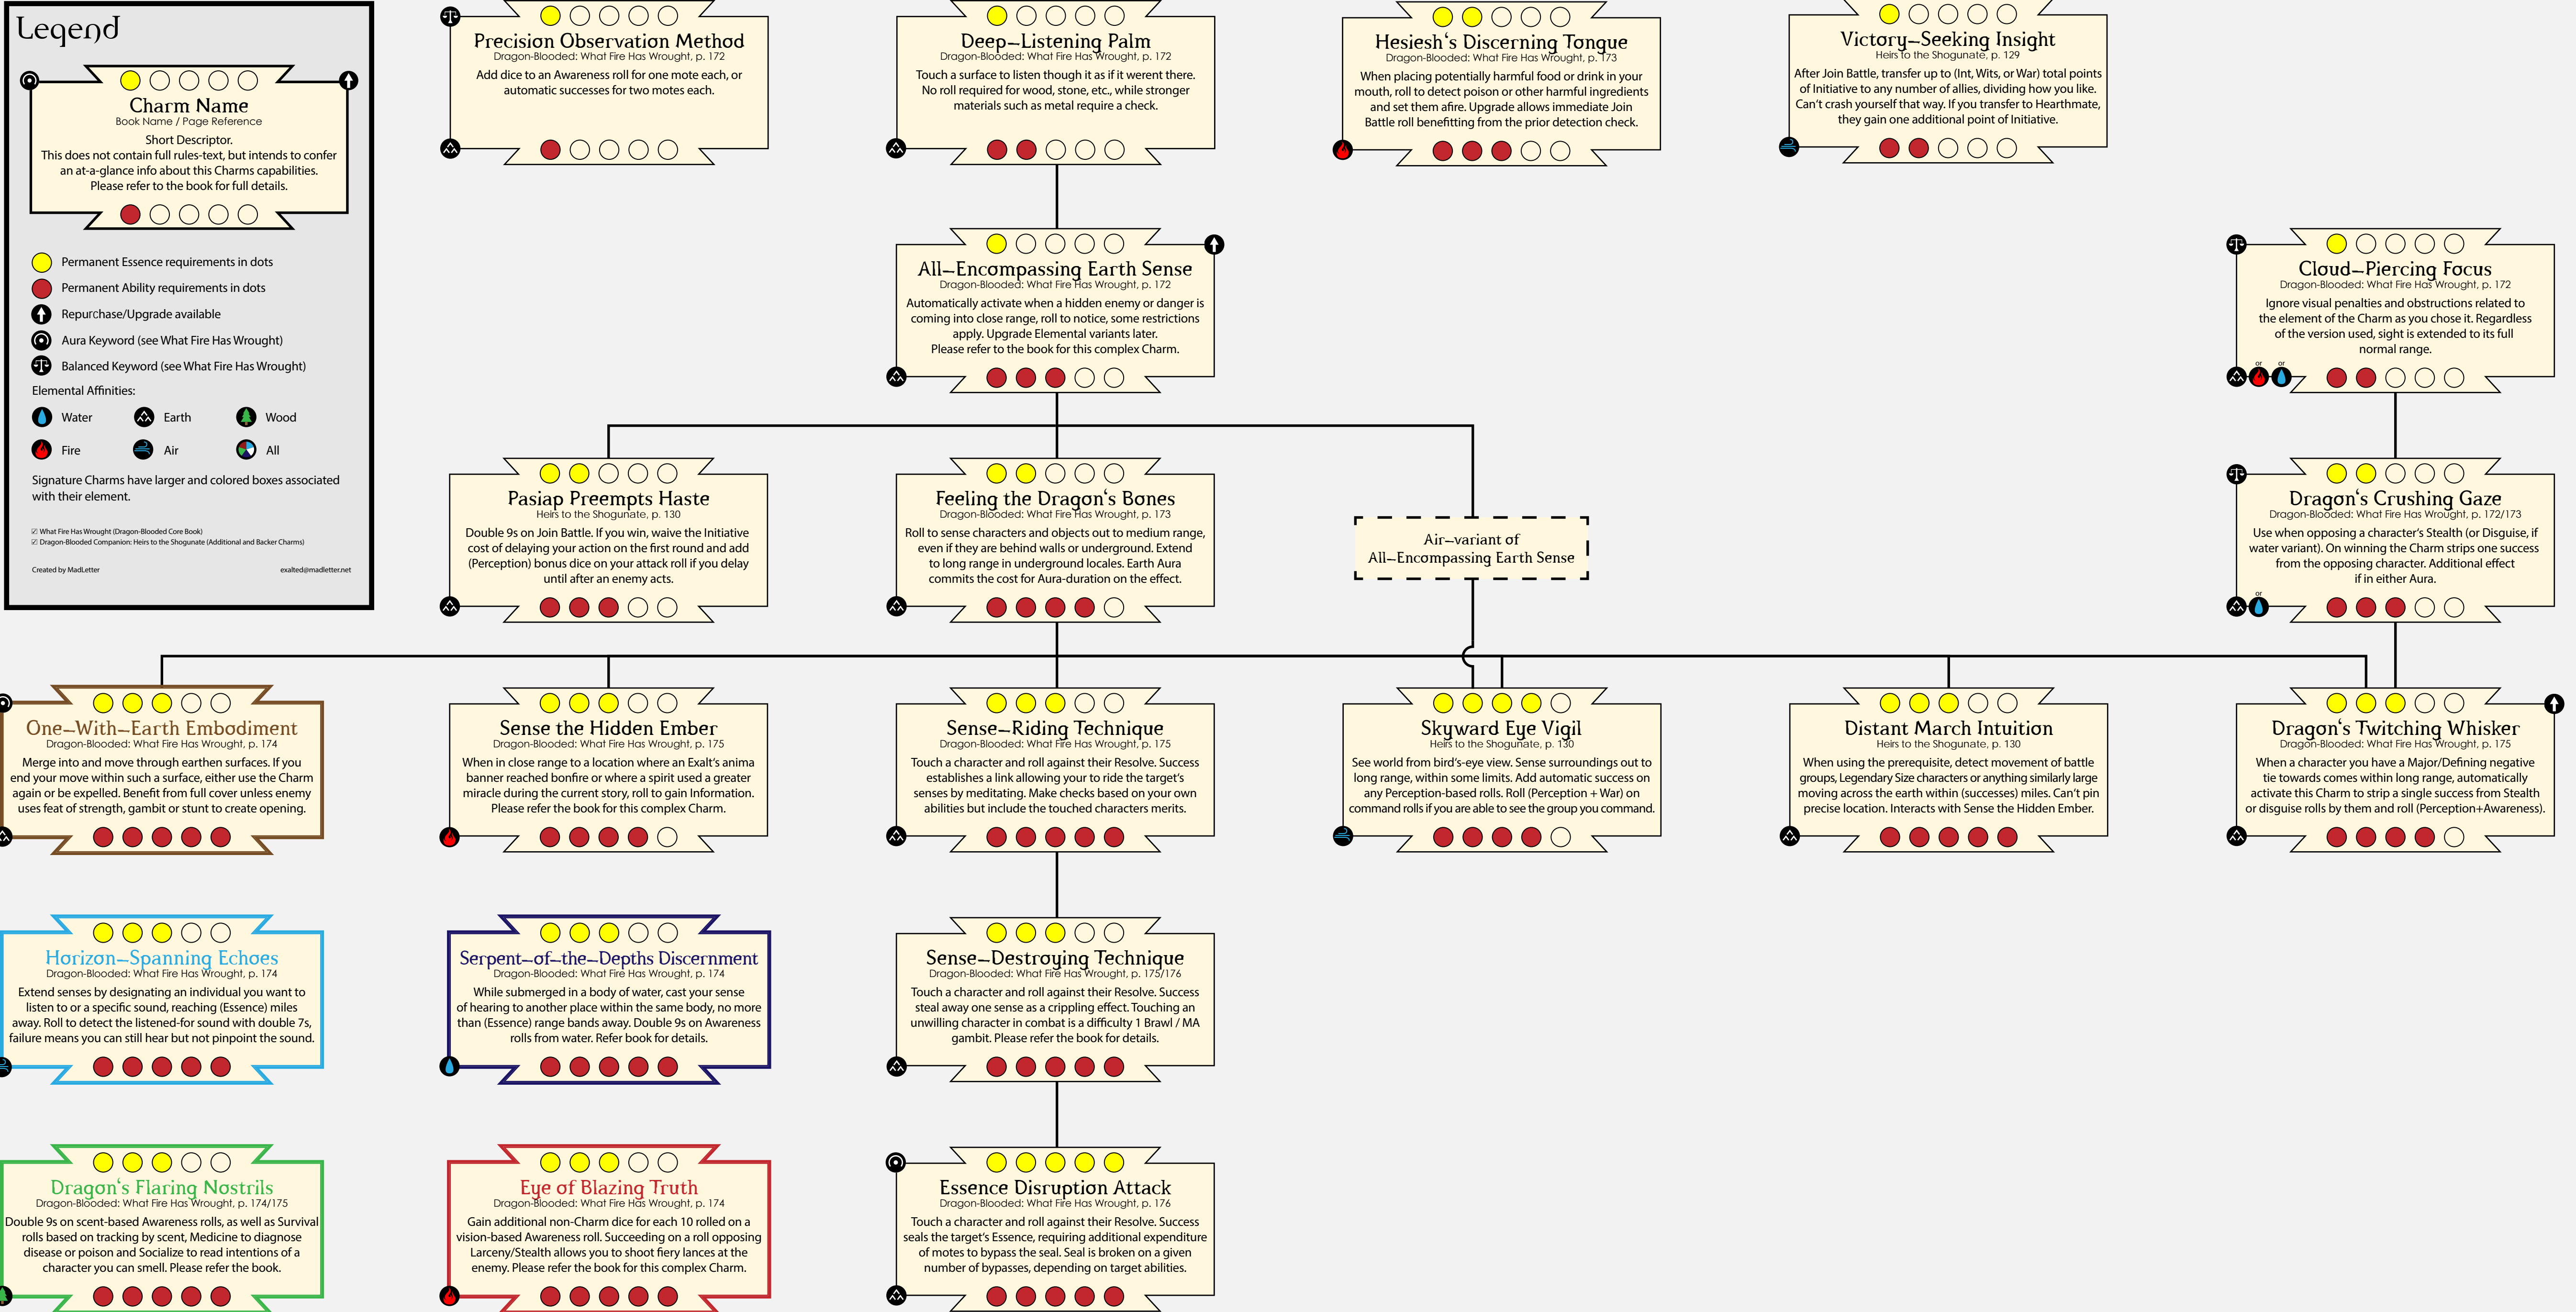 Legend
Charm Name
Book Name / Page Reference
Short Descriptor.
This does not contain full rules-text, but intends to confer
an at-a-glance info about this Charms capabilities.
Please refer to the book for full details.
Permanent Essence requirements in dots
Permanent Ability requirements in dots
Repurchase/Upgrade available
Aura Keyword (see What Fire Has Wrought)
Balanced Keyword (see What Fire Has Wrought)
Elemental Affinities:
Water Earth Wood
Fire Air All
Signature Charms have larger and colored boxes associated
with their element.
☑ What Fire Has Wrought (Dragon-Blooded Core Book)
☑ Dragon-Blooded Companion: Heirs to the Shogunate (Additional and Backer Charms)
Created by MadLetter exalted@madletter.net
Precision Observation Method
Dragon-Blooded: What Fire Has Wrought, p. 172
Add dice to an Awareness roll for one mote each, or
automatic successes for two motes each.
Deep-Listening Palm
Dragon-Blooded: What Fire Has Wrought, p. 172
Touch a surface to listen though it as if it werent there.
No roll required for wood, stone, etc., while stronger
materials such as metal require a check.
Hesiesh's Discerning Tongue
Dragon-Blooded: What Fire Has Wrought, p. 173
When placing potentially harmful food or drink in your
mouth, roll to detect poison or other harmful ingredients
and set them afire. Upgrade allows immediate Join
Battle roll benefitting from the prior detection check.
Victory-Seeking Insight
Heirs to the Shogunate, p. 129
After Join Battle, transfer up to (Int, Wits, or War) total points
of Initiative to any number of allies, dividing how you like.
Can't crash yourself that way. If you transfer to Hearthmate,
they gain one additional point of Initiative.
All-Encompassing Earth Sense
Dragon-Blooded: What Fire Has Wrought, p. 172
Automatically activate when a hidden enemy or danger is
coming into close range, roll to notice, some restrictions
apply. Upgrade Elemental variants later.
Please refer to the book for this complex Charm.
Cloud-Piercing Focus
Dragon-Blooded: What Fire Has Wrought, p. 172
Ignore visual penalties and obstructions related to
the element of the Charm as you chose it. Regardless
of the version used, sight is extended to its full
normal range.
or or
Pasiap Preempts Haste
Heirs to the Shogunate, p. 130
Double 9s on Join Battle. If you win, waive the Initiative
cost of delaying your action on the first round and add
(Perception) bonus dice on your attack roll if you delay
until after an enemy acts.
Feeling the Dragon's Bones
Dragon-Blooded: What Fire Has Wrought, p. 173
Roll to sense characters and objects out to medium range,
even if they are behind walls or underground. Extend
to long range in underground locales. Earth Aura
commits the cost for Aura-duration on the effect.
Air-variant of
All-Encompassing Earth Sense
Dragon's Crushing Gaze
Dragon-Blooded: What Fire Has Wrought, p. 172/173
Use when opposing a character's Stealth (or Disguise, if
water variant). On winning the Charm strips one success
from the opposing character. Additional effect
if in either Aura.
or
One-With-Earth Embodiment
Dragon-Blooded: What Fire Has Wrought, p. 174
Merge into and move through earthen surfaces. If you
end your move within such a surface, either use the Charm
again or be expelled. Benefit from full cover unless enemy
uses feat of strength, gambit or stunt to create opening.
Sense the Hidden Ember
Dragon-Blooded: What Fire Has Wrought, p. 175
When in close range to a location where an Exalt's anima
banner reached bonfire or where a spirit used a greater
miracle during the current story, roll to gain Information.
Please refer the book for this complex Charm.
Sense-Riding Technique
Dragon-Blooded: What Fire Has Wrought, p. 175
Touch a character and roll against their Resolve. Success
establishes a link allowing your to ride the target's
senses by meditating. Make checks based on your own
abilities but include the touched characters merits.
Skyward Eye Vigil
Heirs to the Shogunate, p. 130
See world from bird's-eye view. Sense surroundings out to
long range, within some limits. Add automatic success on
any Perception-based rolls. Roll (Perception + War) on
command rolls if you are able to see the group you command.
Distant March Intuition
Heirs to the Shogunate, p. 130
When using the prerequisite, detect movement of battle
groups, Legendary Size characters or anything similarly large
moving across the earth within (successes) miles. Can't pin
precise location. Interacts with Sense the Hidden Ember.
Dragon's Twitching Whisker
Dragon-Blooded: What Fire Has Wrought, p. 175
When a character you have a Major/Defining negative
tie towards comes within long range, automatically
activate this Charm to strip a single success from Stealth
or disguise rolls by them and roll (Perception+Awareness).
Horizon-Spanning Echoes
Dragon-Blooded: What Fire Has Wrought, p. 174
Extend senses by designating an individual you want to
listen to or a specific sound, reaching (Essence) miles
away. Roll to detect the listened-for sound with double 7s,
failure means you can still hear but not pinpoint the sound.
Serpent-of-the-Depths Discernment
Dragon-Blooded: What Fire Has Wrought, p. 174
While submerged in a body of water, cast your sense
of hearing to another place within the same body, no more
than (Essence) range bands away. Double 9s on Awareness
rolls from water. Refer book for details.
Sense-Destroying Technique
Dragon-Blooded: What Fire Has Wrought, p. 175/176
Touch a character and roll against their Resolve. Success
steal away one sense as a crippling effect. Touching an
unwilling character in combat is a difficulty 1 Brawl / MA
gambit. Please refer the book for details.
Dragon's Flaring Nostrils
Dragon-Blooded: What Fire Has Wrought, p. 174/175
Double 9s on scent-based Awareness rolls, as well as Survival
rolls based on tracking by scent, Medicine to diagnose
disease or poison and Socialize to read intentions of a
character you can smell. Please refer the book.
Eye of Blazing Truth
Dragon-Blooded: What Fire Has Wrought, p. 174
Gain additional non-Charm dice for each 10 rolled on a
vision-based Awareness roll. Succeeding on a roll opposing
Larceny/Stealth allows you to shoot fiery lances at the
enemy. Please refer the book for this complex Charm.
Essence Disruption Attack
Dragon-Blooded: What Fire Has Wrought, p. 176
Touch a character and roll against their Resolve. Success
seals the target's Essence, requiring additional expenditure
of motes to bypass the seal. Seal is broken on a given
number of bypasses, depending on target abilities.